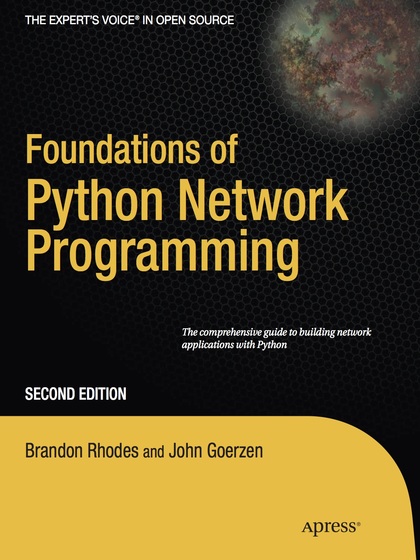 THE EXPERT'S VOICE® IN OPEN SOURCE
Foundations of
Python Network
Programming
The comprehensive guide to building network
applications with Python
SECOND EDITION
Brandon Rhodes and John Goerzen
Apress®